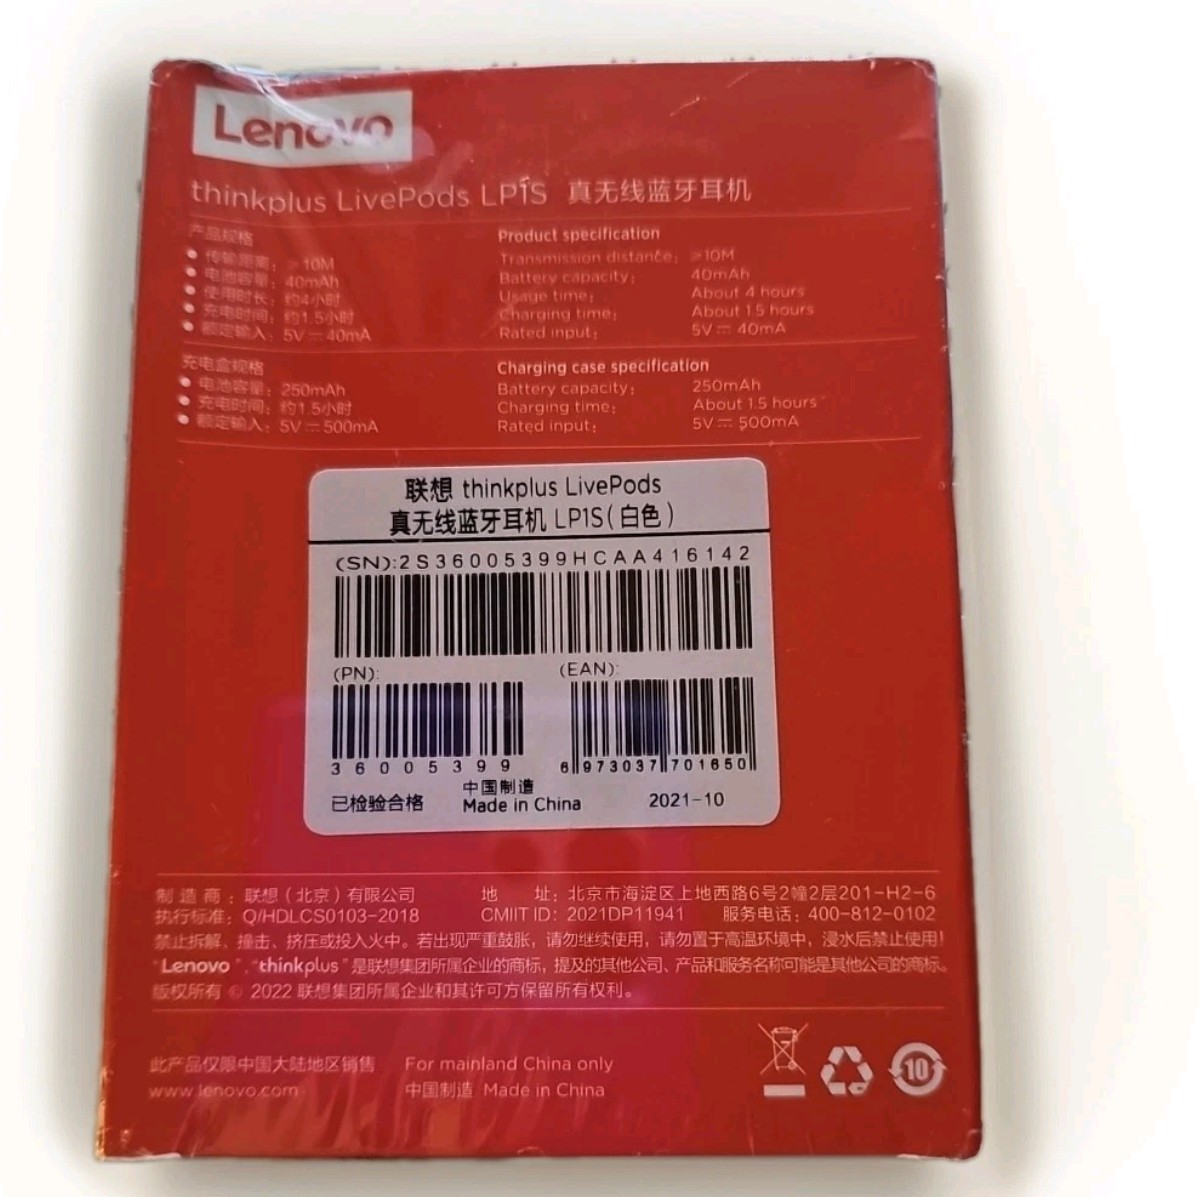 Lenovo
thinkplus LivePods LP1S 真无线蓝牙耳机
产品规格
传输距离：≥10M
电池容量：40mAh
使用时长：约4小时
充电时间：约1.5小时
额定输入：5V⎓40mA
Product specification
Transmission distance：≥10M
Battery capacity：40mAh
Usage time：About 4 hours
Charging time：About 1.5 hours
Rated input：5V⎓40mA
充电盒规格
电池容量：250mAh
充电时间：约1.5小时
额定输入：5V⎓500mA
Charging case specification
Battery capacity：250mAh
Charging time：About 1.5 hours
Rated input：5V⎓500mA
联想 thinkplus LivePods
真无线蓝牙耳机 LP1S(白色)
(SN):2S36005399HCAA416142
(PN): (EAN):
36005399 6973037701650
已检验合格 中国制造 Made in China 2021-10
制造商：联想（北京）有限公司 地址：北京市海淀区上地西路6号2幢2层201-H2-6
执行标准：Q/HDLCS0103-2018 CMIIT ID：2021DP11941 服务电话：400-812-0102
禁止拆解、撞击、挤压或投入火中。若出现严重鼓胀，请勿继续使用，请勿置于高温环境中，浸水后禁止使用！
"Lenovo"、"thinkplus"是联想集团所属企业的商标，提及的其他公司、产品和服务名称可能是其他公司的商标。
版权所有 © 2022 联想集团所属企业和其许可方保留所有权利。
此产品仅限中国大陆地区销售 For mainland China only
www.lenovo.com 中国制造 Made in China
10